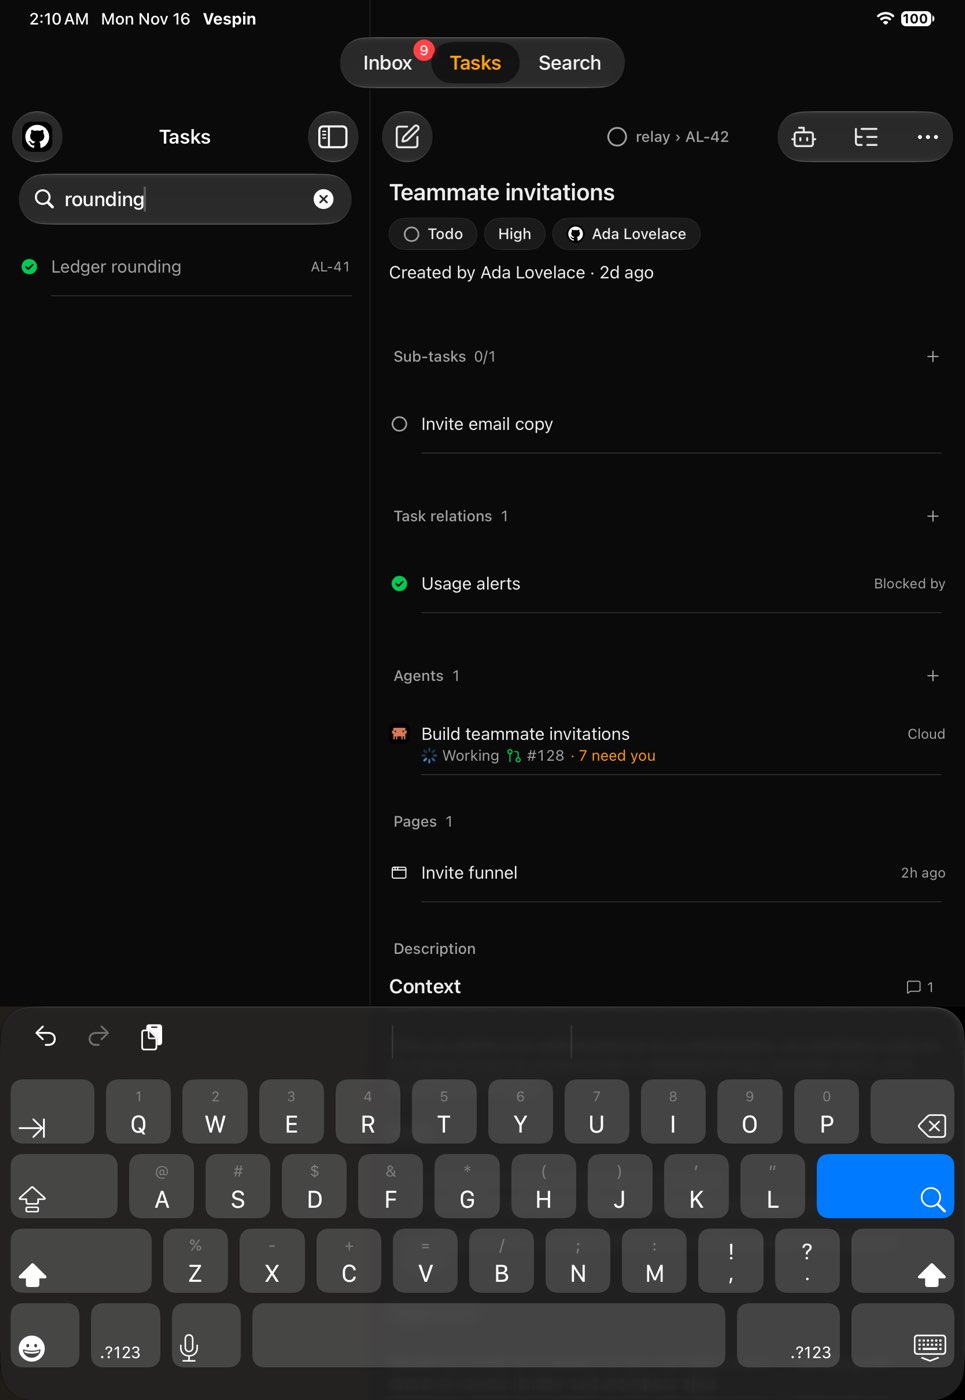 2:10 AM Mon Nov 16 Vespin
100
Inbox 9 Tasks Search
Tasks
relay › AL-42
rounding
Ledger rounding AL-41
Teammate invitations
Todo High Ada Lovelace
Created by Ada Lovelace · 2d ago
Sub-tasks 0/1 +
Invite email copy
Task relations 1 +
Usage alerts Blocked by
Agents 1 +
Build teammate invitations Cloud
Working #128 · 7 need you
Pages 1
Invite funnel 2h ago
Description
Context 1
1 2 3 4 5 6 7 8 9 0
Q W E R T Y U I O P
@ # $ & * ( ) ' "
A S D F G H J K L
% - + = / ; : ! ?
Z X C V B N M , .
.?123 .?123